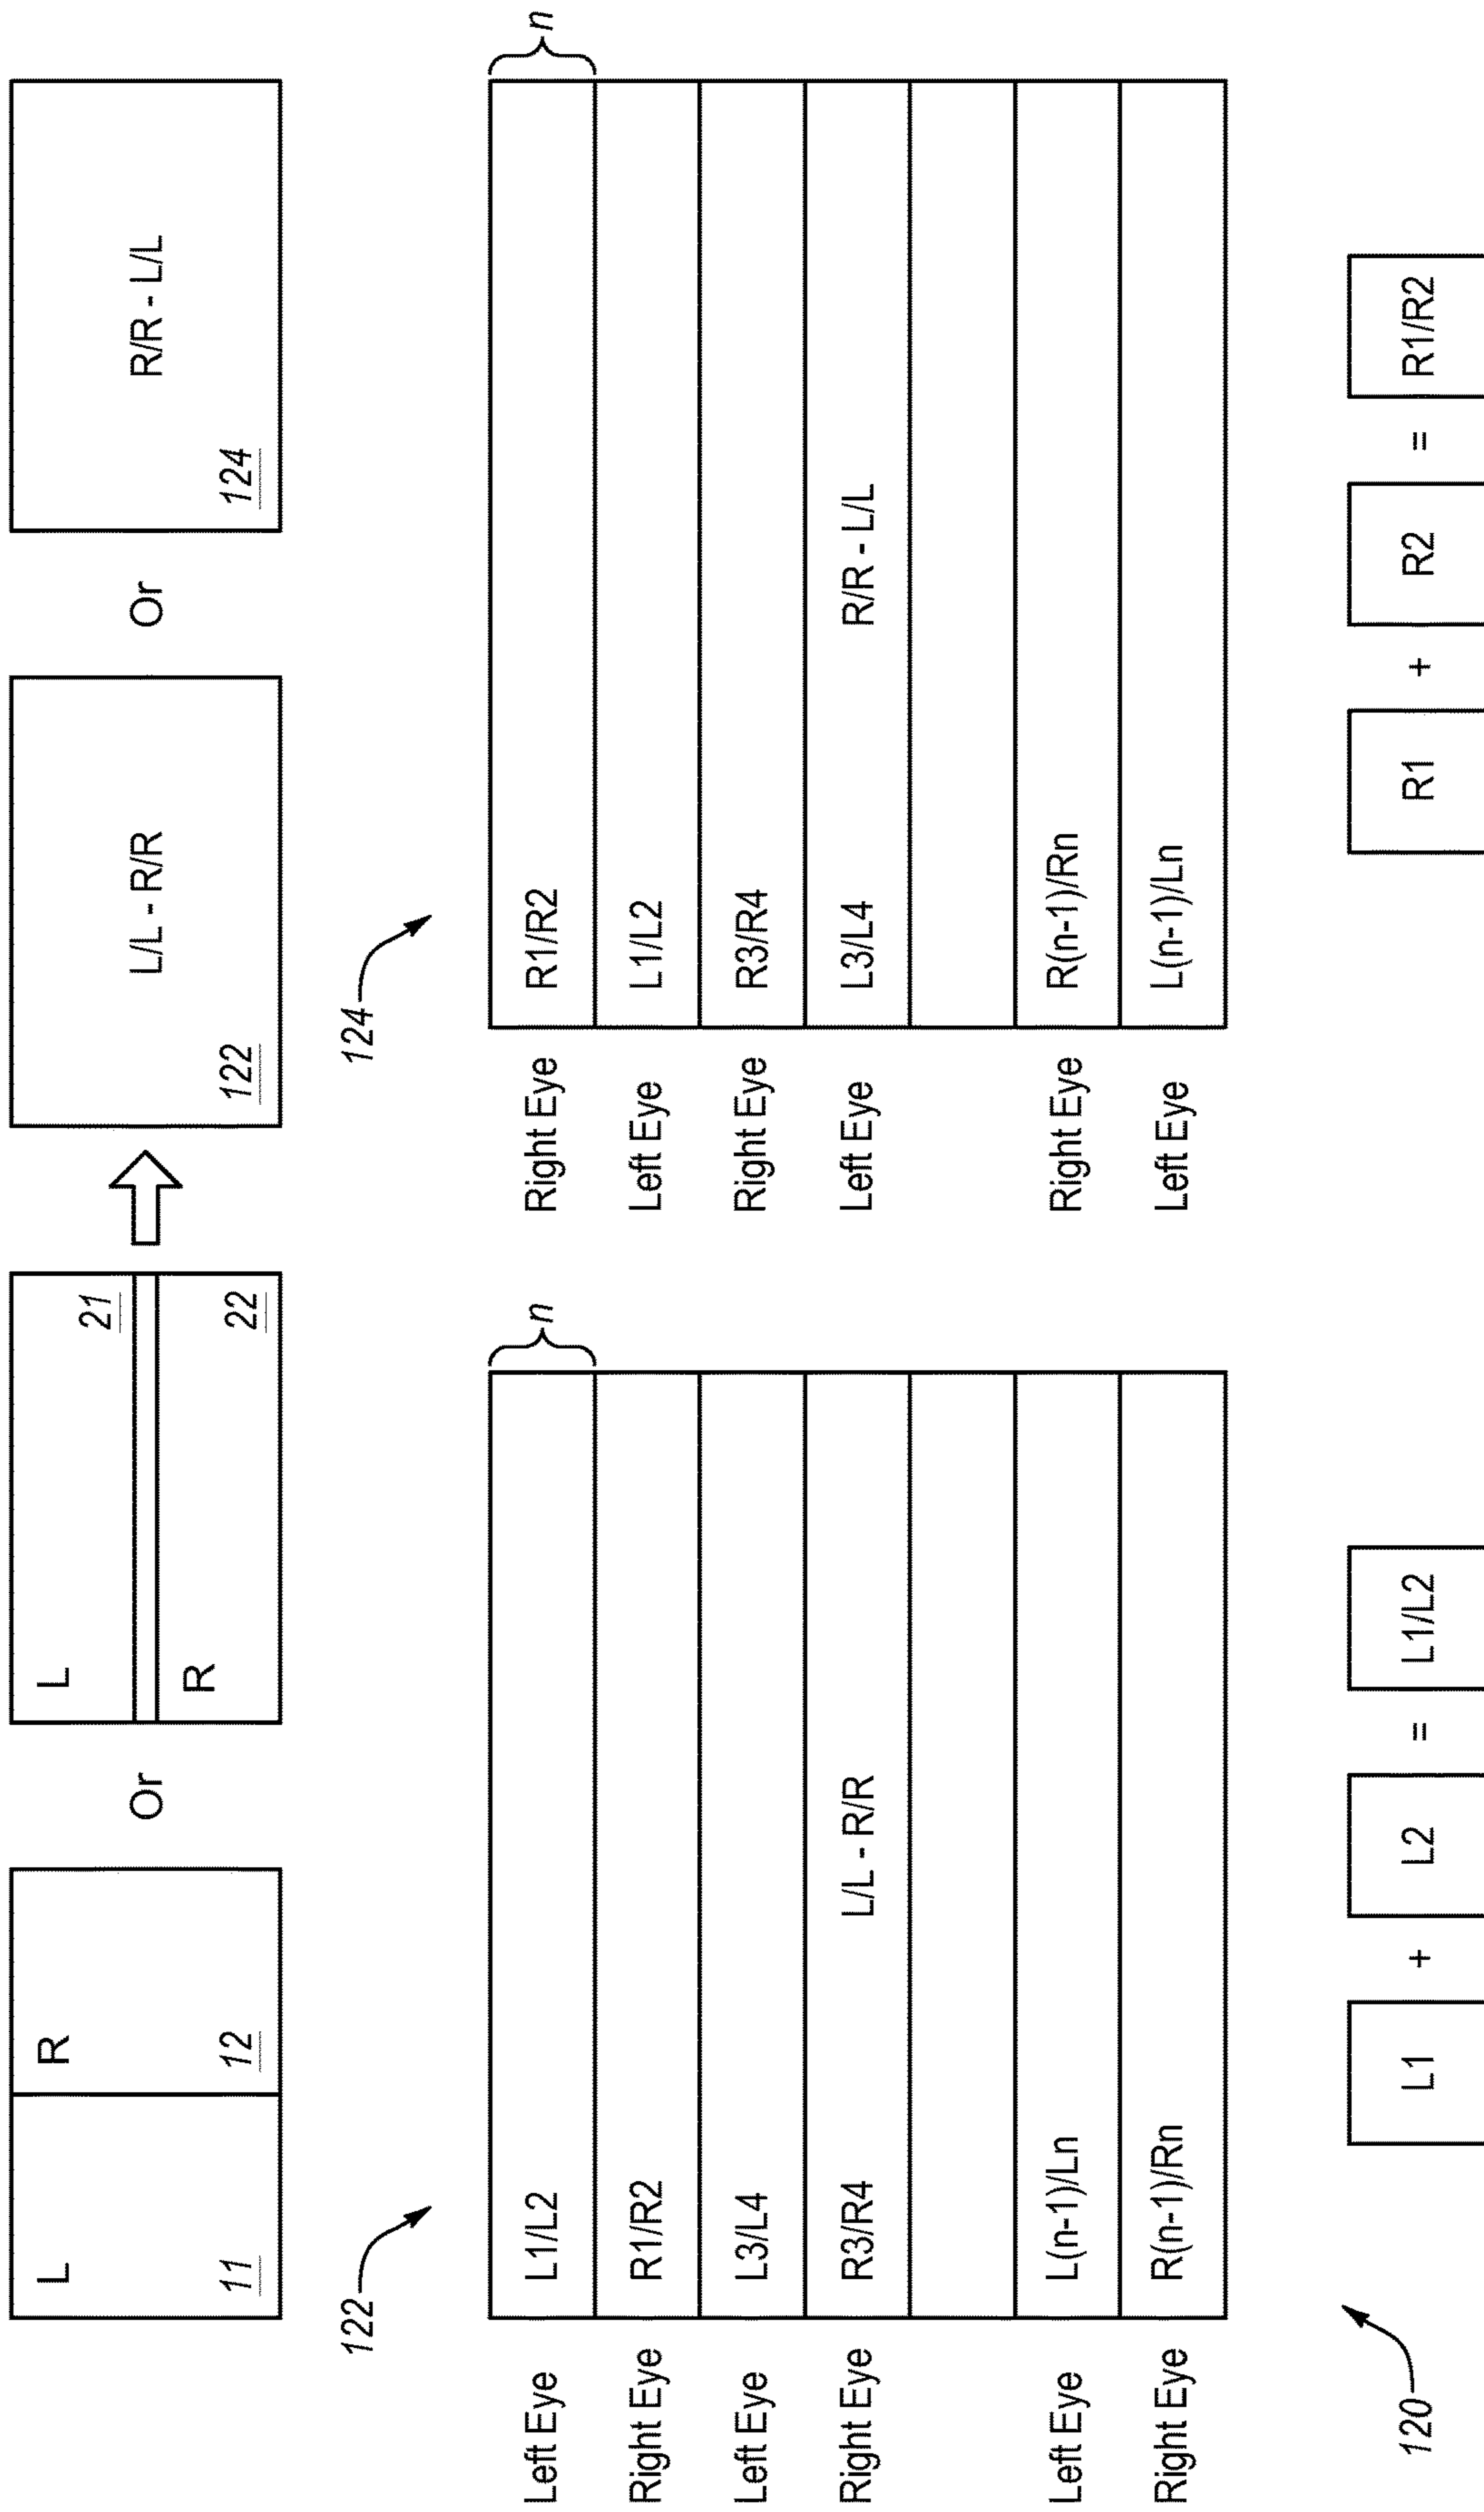 L
R
11
12
Or
L
21
R
22
L/L - R/R
122
Or
R/R - L/L
124
122
n
Left Eye
L1/L2
Right Eye
R1/R2
Left Eye
L3/L4
Right Eye
R3/R4
L/L - R/R
Left Eye
L(n-1)/Ln
Right Eye
R(n-1)/Rn
124
n
Right Eye
R1/R2
Left Eye
L1/L2
Right Eye
R3/R4
Left Eye
L3/L4
R/R - L/L
Right Eye
R(n-1)/Rn
Left Eye
L(n-1)/Ln
120
L1 + L2 = L1/L2
R1 + R2 = R1/R2